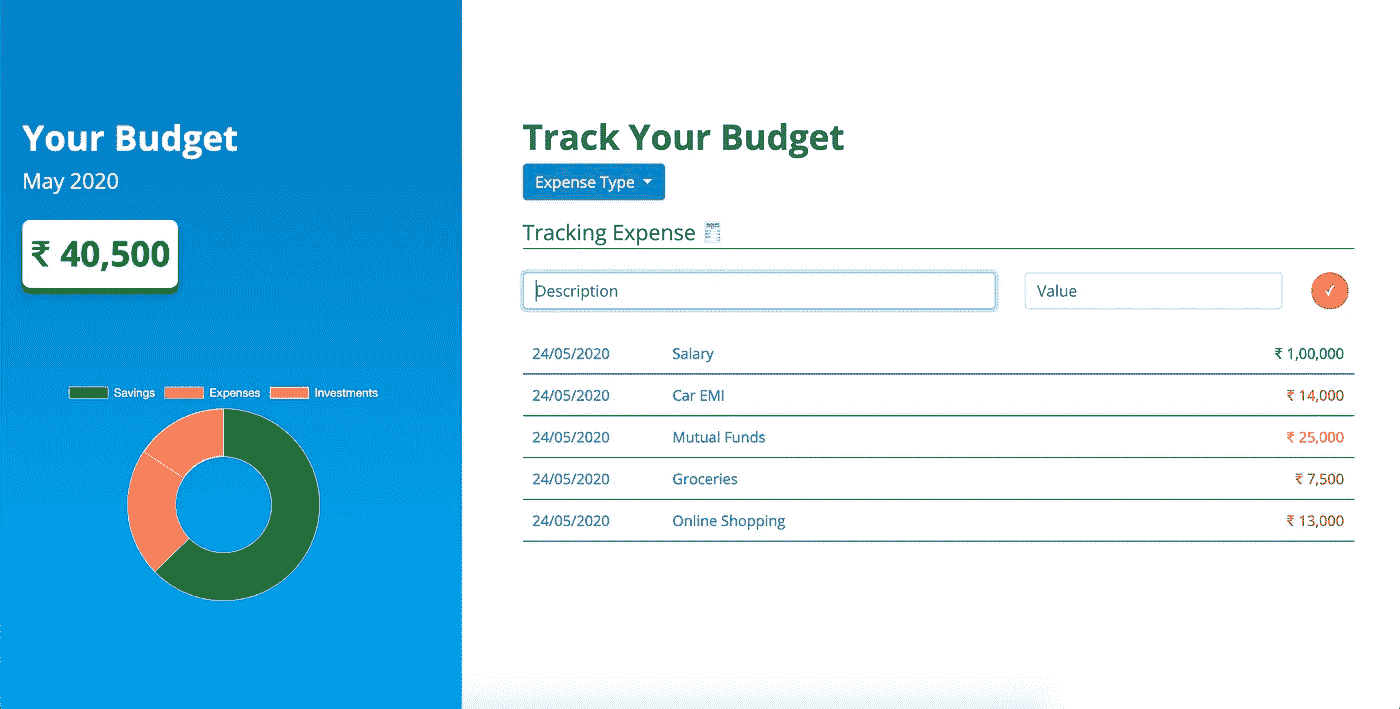 Your Budget
May 2020
₹ 40,500
Savings Expenses Investments
Track Your Budget
Expense Type
Tracking Expense
Description Value
24/05/2020 Salary ₹ 1,00,000
24/05/2020 Car EMI ₹ 14,000
24/05/2020 Mutual Funds ₹ 25,000
24/05/2020 Groceries ₹ 7,500
24/05/2020 Online Shopping ₹ 13,000